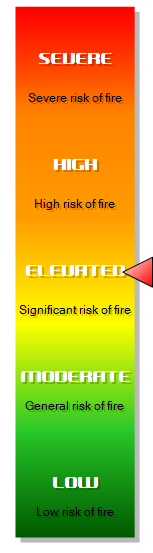 SEVERE
Severe risk of fire
HIGH
High risk of fire
ELEVATED
Significant risk of fire
MODERATE
General risk of fire
LOW
Low risk of fire